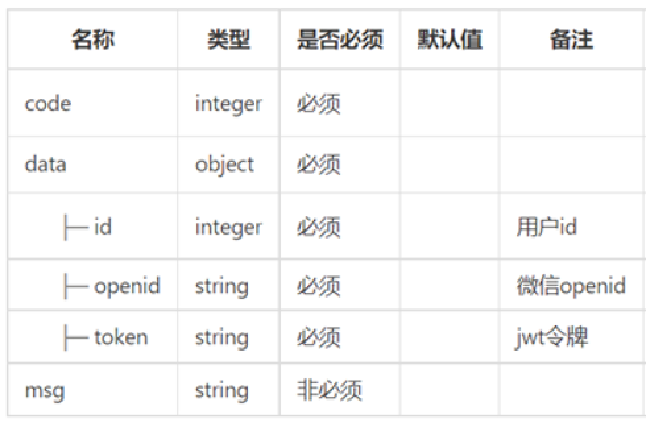 名称 类型 是否必须 默认值 备注
code integer 必须
data object 必须
├─ id integer 必须 用户id
├─ openid string 必须 微信openid
├─ token string 必须 jwt令牌
msg string 非必须